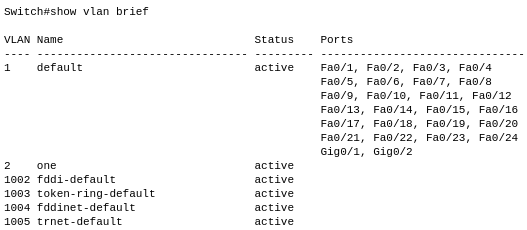 Switch#show vlan brief
VLAN Name                             Status    Ports
---- -------------------------------- --------- -------------------------------
1    default                          active    Fa0/1, Fa0/2, Fa0/3, Fa0/4
                                                Fa0/5, Fa0/6, Fa0/7, Fa0/8
                                                Fa0/9, Fa0/10, Fa0/11, Fa0/12
                                                Fa0/13, Fa0/14, Fa0/15, Fa0/16
                                                Fa0/17, Fa0/18, Fa0/19, Fa0/20
                                                Fa0/21, Fa0/22, Fa0/23, Fa0/24
                                                Gig0/1, Gig0/2
2    one                              active
1002 fddi-default                     active
1003 token-ring-default               active
1004 fddinet-default                  active
1005 trnet-default                    active